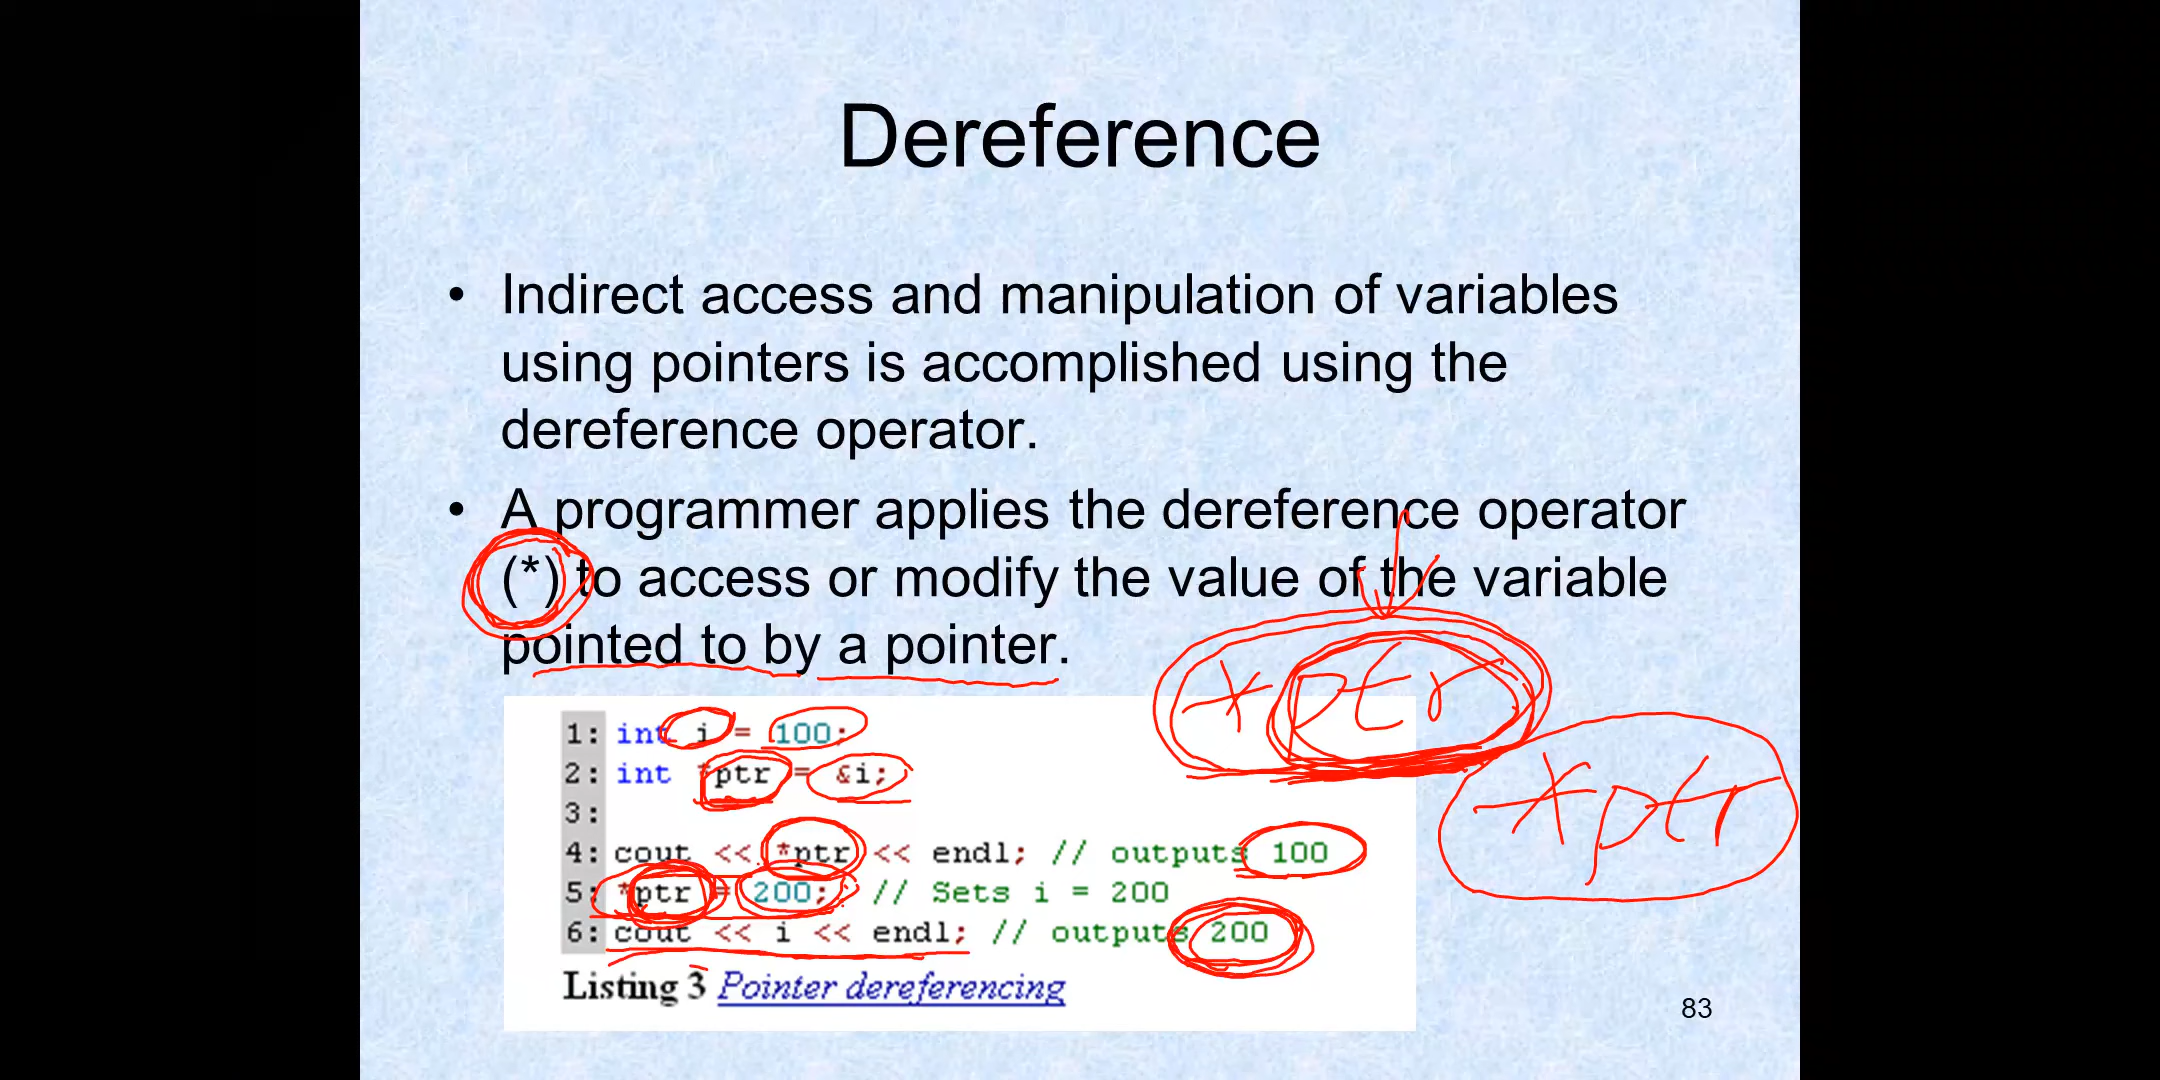 Dereference
• Indirect access and manipulation of variables
using pointers is accomplished using the
dereference operator.
• A programmer applies the dereference operator
(*) to access or modify the value of the variable
pointed to by a pointer.
*ptr
*ptr
1: int i = 100;
2: int *ptr = &i;
3:
4: cout << *ptr << endl; // outputs 100
5: *ptr = 200; // Sets i = 200
6: cout << i << endl; // outputs 200
Listing 3 Pointer dereferencing
83